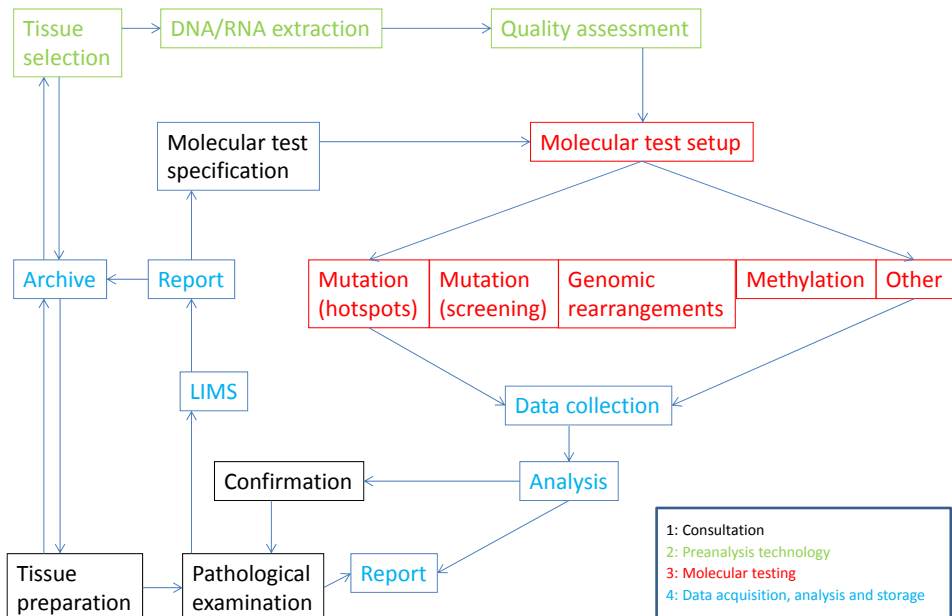 Tissue
selection
DNA/RNA extraction
Quality assessment
Molecular test
specification
Molecular test setup
Archive
Report
Mutation
(hotspots)
Mutation
(screening)
Genomic
rearrangements
Methylation
Other
LIMS
Data collection
Confirmation
Analysis
Tissue
preparation
Pathological
examination
Report
1: Consultation
2: Preanalysis technology
3: Molecular testing
4: Data acquisition, analysis and storage